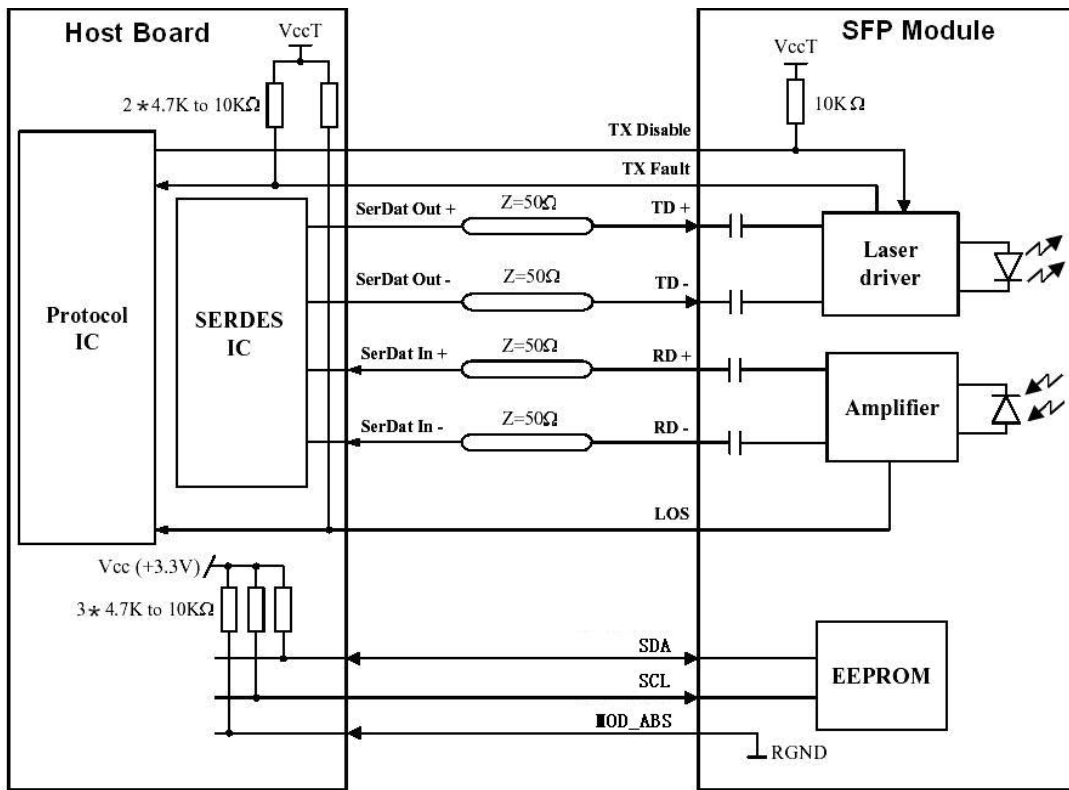 Host Board
VccT
SFP Module
VccT
2*4.7K to 10KΩ
10KΩ
TX Disable
TX Fault
SerDat Out +
Z=50Ω
TD +
SerDat Out -
Z=50Ω
TD -
Laser
driver
Protocol
IC
SERDES
IC
SerDat In +
Z=50Ω
RD +
SerDat In -
Z=50Ω
RD -
Amplifier
LOS
Vcc (+3.3V)
3*4.7K to 10KΩ
SDA
SCL
MOD_ABS
EEPROM
RGND